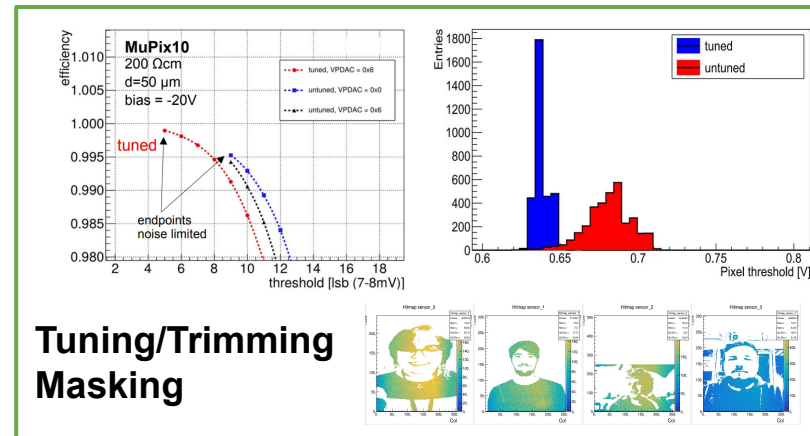 efficiency
MuPix10
200 Ωcm
d=50 μm
bias = -20V
tuned, VPDAC = 0x6
untuned, VPDAC = 0x0
untuned, VPDAC = 0x6
1.010
1.005
1.000
0.995
0.990
0.985
0.980
tuned
endpoints
noise limited
2 4 6 8 10 12 14 16 18
threshold [lsb (7-8mV)]
Entries
tuned
untuned
1800
1600
1400
1200
1000
800
600
400
200
0
0.6 0.65 0.7 0.75 0.8
Pixel threshold [V]
Tuning/Trimming
Masking
Hitmap sensor_0
Hitmap sensor_1
Hitmap sensor_2
Hitmap sensor_3
Col
Col
Col
Col